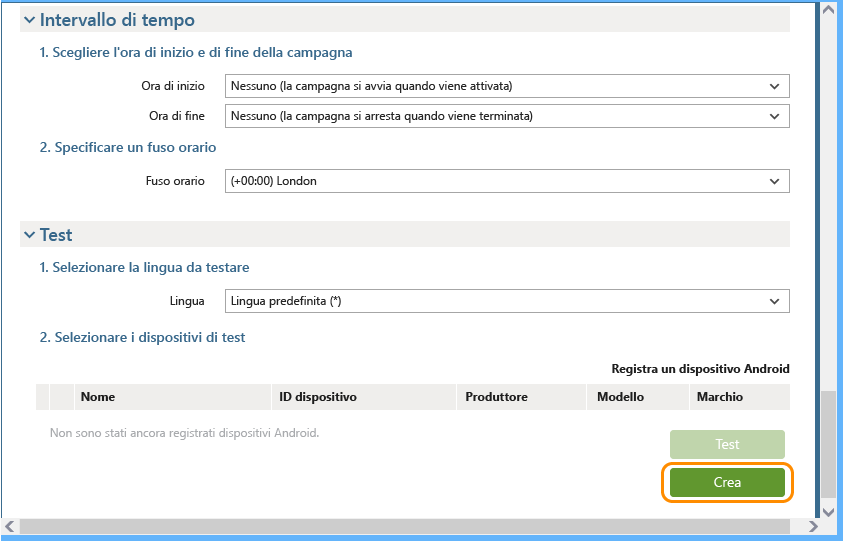 Intervallo di tempo
1. Scegliere l'ora di inizio e di fine della campagna
Ora di inizio Nessuno (la campagna si avvia quando viene attivata)
Ora di fine Nessuno (la campagna si arresta quando viene terminata)
2. Specificare un fuso orario
Fuso orario (+00:00) London
Test
1. Selezionare la lingua da testare
Lingua Lingua predefinita (*)
2. Selezionare i dispositivi di test
Registra un dispositivo Android
Nome ID dispositivo Produttore Modello Marchio
Non sono stati ancora registrati dispositivi Android.
Test
Crea